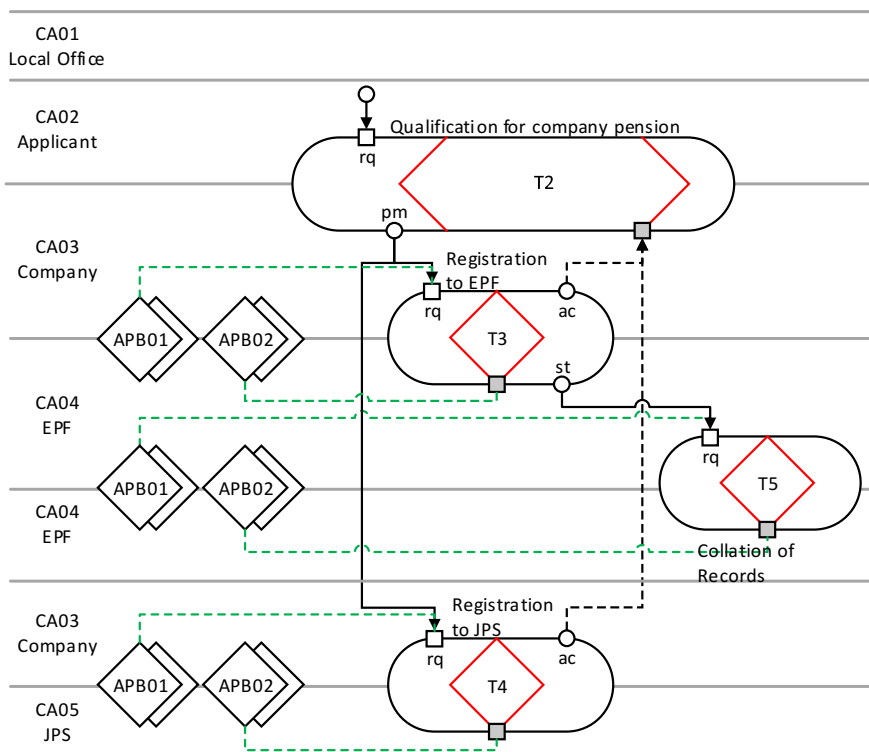 CA01
Local Office
CA02
Applicant
Qualification for company pension
rq
T2
pm
CA03
Company
Registration
to EPF
rq
ac
APB01
APB02
T3
st
CA04
EPF
rq
APB01
APB02
T5
CA04
EPF
Collation of
Records
CA03
Company
Registration
to JPS
rq
ac
APB01
APB02
T4
CA05
JPS